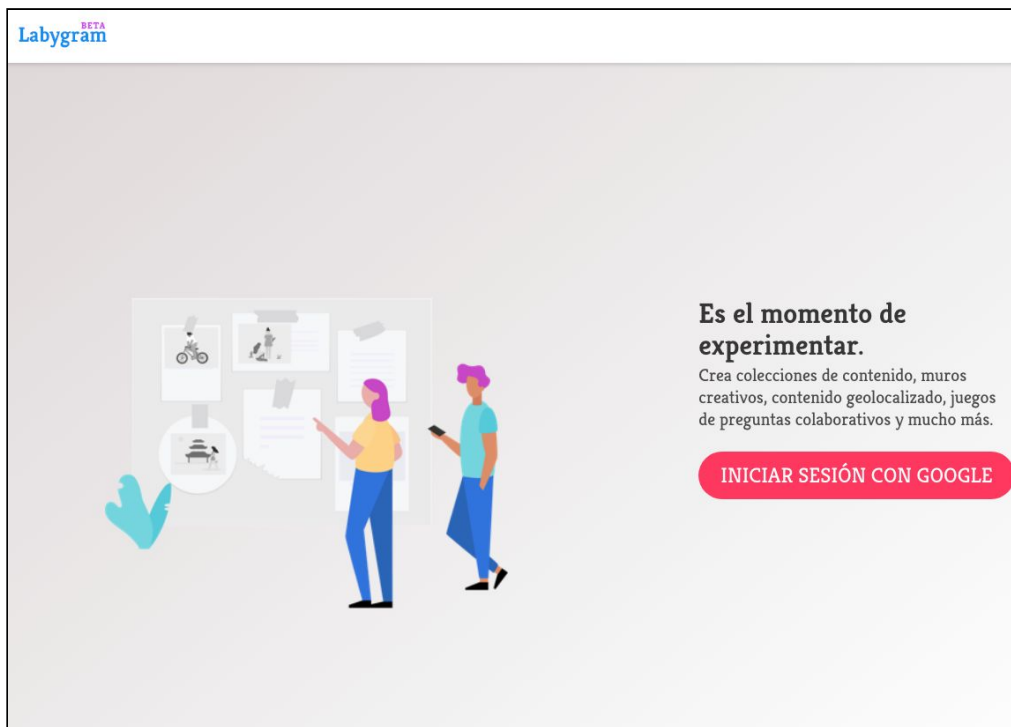 BETA
Labygram
Es el momento de
experimentar.
Crea colecciones de contenido, muros
creativos, contenido geolocalizado, juegos
de preguntas colaborativos y mucho más.
INICIAR SESIÓN CON GOOGLE